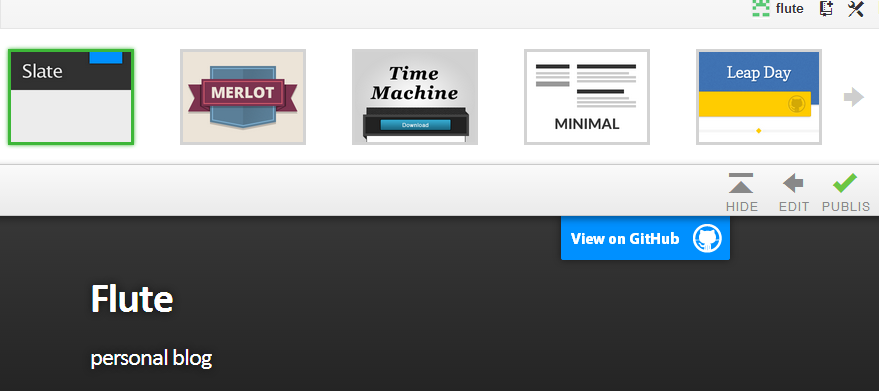 flute
Slate
MERLOT
Time
Machine
Download
MINIMAL
Leap Day
HIDE
EDIT
PUBLIS
View on GitHub
Flute
personal blog